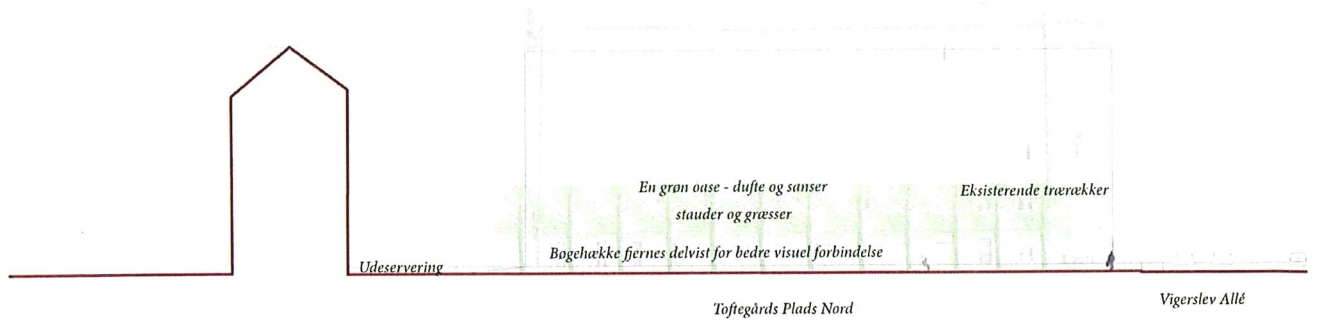 En grøn oase - dufte og sanser
stauder og græsser
Eksisterende trærækker
Bøgehække fjernes delvist for bedre visuel forbindelse
Udeservering
Toftegårds Plads Nord
Vigerslev Allé